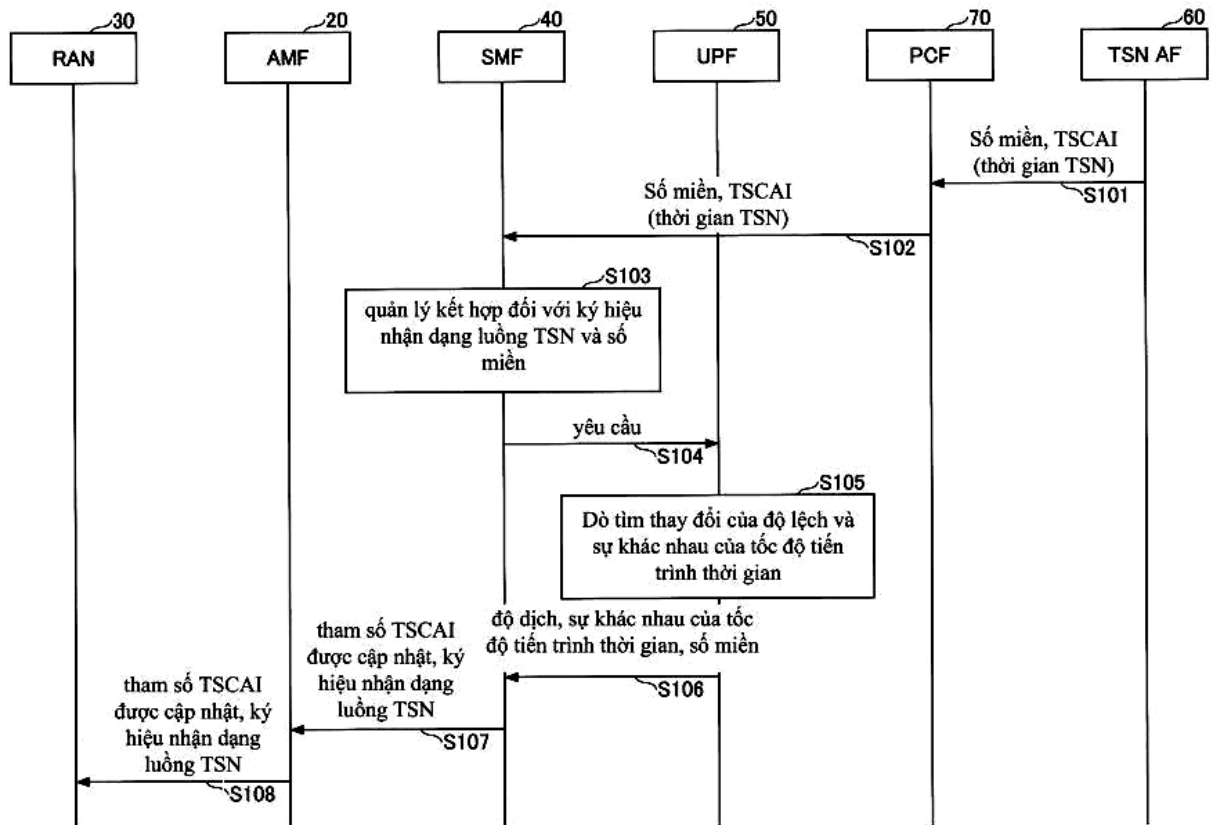 30
20
40
50
70
60
RAN
AMF
SMF
UPF
PCF
TSN AF
Số miền, TSCAI
(thời gian TSN)
S101
Số miền, TSCAI
(thời gian TSN)
S102
S103
quản lý kết hợp đối với ký hiệu
nhận dạng luồng TSN và số
miền
yêu cầu
S104
S105
Dò tìm thay đổi của độ lệch và
sự khác nhau của tốc độ tiến
trình thời gian
độ dịch, sự khác nhau của tốc
độ tiến trình thời gian, số miền
S106
tham số TSCAI
được cập nhật, ký
hiệu nhận dạng
luồng TSN
S107
tham số TSCAI
được cập nhật, ký
hiệu nhận dạng
luồng TSN
S108